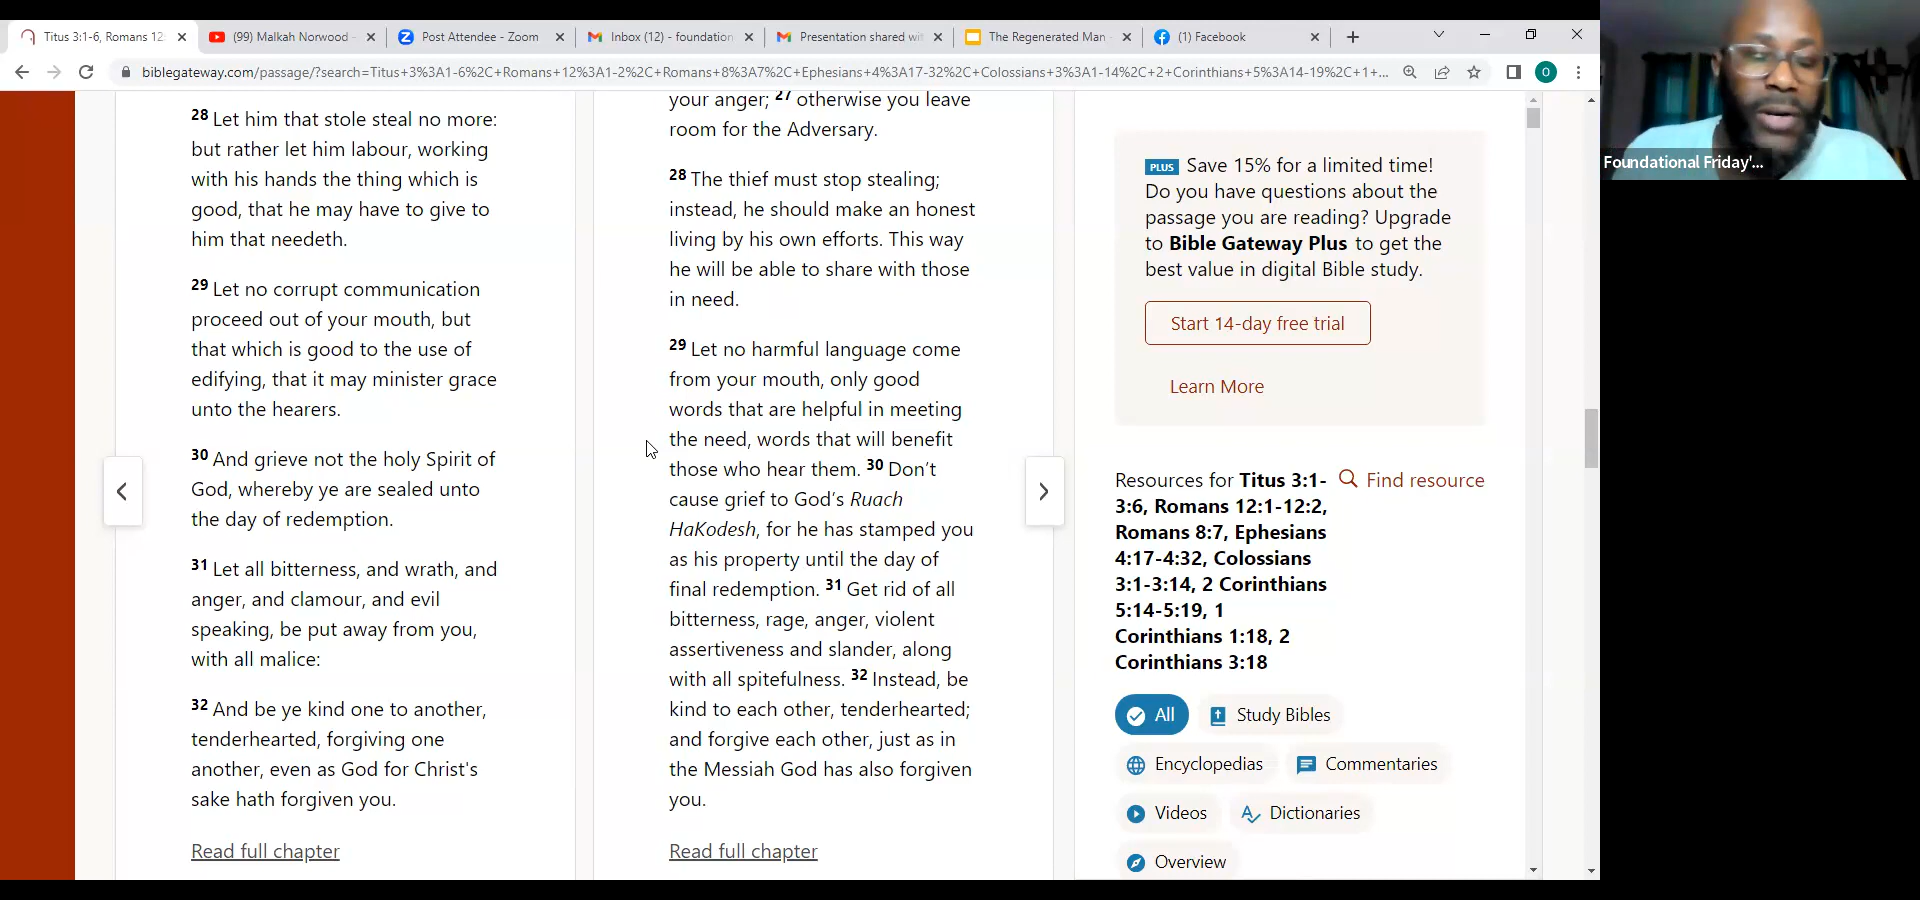 Titus 3:1-6, Romans 12:
(99) Malkah Norwood -
Post Attendee - Zoom
Inbox (12) - foundation
Presentation shared wi
The Regenerated Man -
(1) Facebook
biblegateway.com/passage/?search=Titus+3%3A1-6%2C+Romans+12%3A1-2%2C+Romans+8%3A7%2C+Ephesians+4%3A17-32%2C+Colossians+3%3A1-14%2C+2+Corinthians+5%3A14-19%2C+1+...
O
28 Let him that stole steal no more:
but rather let him labour, working
with his hands the thing which is
good, that he may have to give to
him that needeth.
29 Let no corrupt communication
proceed out of your mouth, but
that which is good to the use of
edifying, that it may minister grace
unto the hearers.
30 And grieve not the holy Spirit of
God, whereby ye are sealed unto
the day of redemption.
31 Let all bitterness, and wrath, and
anger, and clamour, and evil
speaking, be put away from you,
with all malice:
32 And be ye kind one to another,
tenderhearted, forgiving one
another, even as God for Christ's
sake hath forgiven you.
Read full chapter
your anger; 27 otherwise you leave
room for the Adversary.
28 The thief must stop stealing;
instead, he should make an honest
living by his own efforts. This way
he will be able to share with those
in need.
29 Let no harmful language come
from your mouth, only good
words that are helpful in meeting
the need, words that will benefit
those who hear them. 30 Don't
cause grief to God's Ruach
HaKodesh, for he has stamped you
as his property until the day of
final redemption. 31 Get rid of all
bitterness, rage, anger, violent
assertiveness and slander, along
with all spitefulness. 32 Instead, be
kind to each other, tenderhearted;
and forgive each other, just as in
the Messiah God has also forgiven
you.
Read full chapter
PLUS Save 15% for a limited time!
Do you have questions about the
passage you are reading? Upgrade
to Bible Gateway Plus to get the
best value in digital Bible study.
Start 14-day free trial
Learn More
Resources for Titus 3:1-
3:6, Romans 12:1-12:2,
Romans 8:7, Ephesians
4:17-4:32, Colossians
3:1-3:14, 2 Corinthians
5:14-5:19, 1
Corinthians 1:18, 2
Corinthians 3:18
Find resource
All
Study Bibles
Encyclopedias
Commentaries
Videos
Dictionaries
Overview
Foundational Friday'...